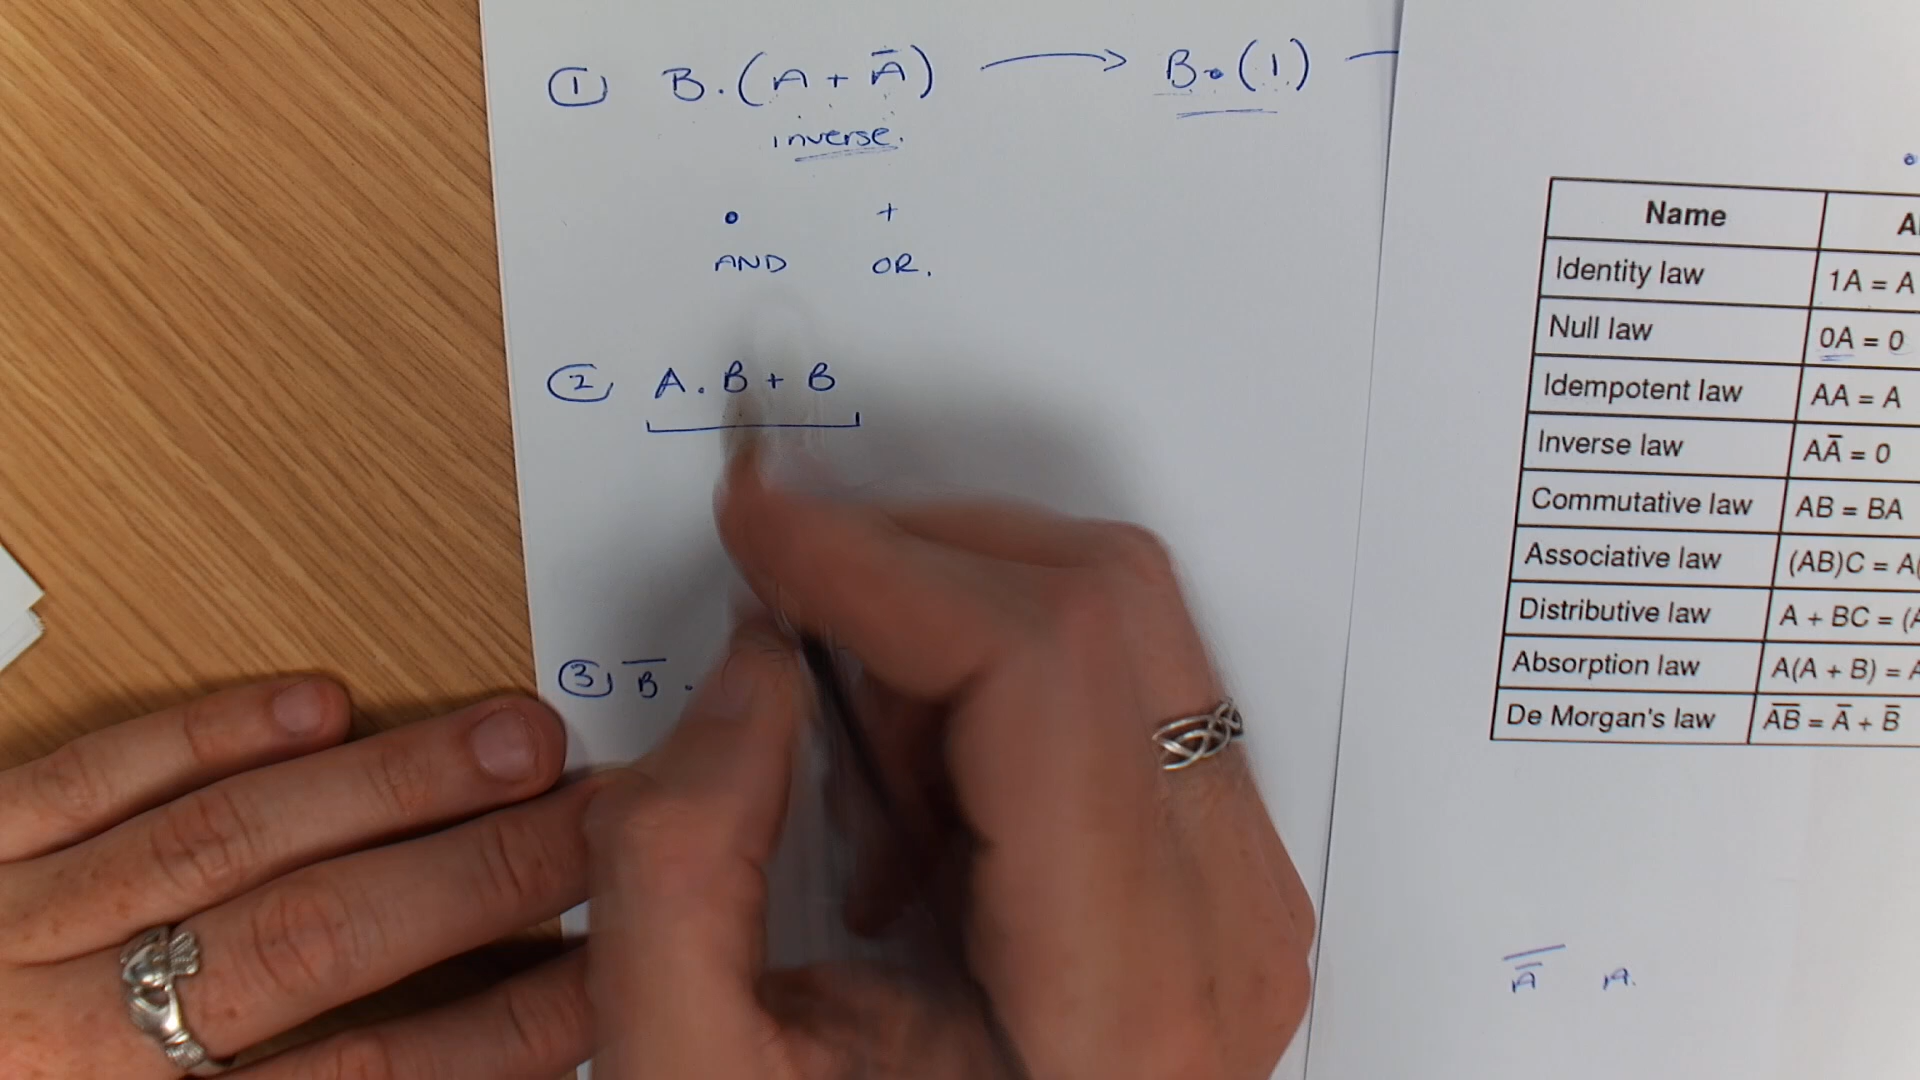 ① B.(A + A̅) → B.(1)
inverse.
• +
AND OR.
② A.B + B
③ B̅ .
Name A
Identity law 1A = A
Null law 0A = 0
Idempotent law AA = A
Inverse law AA̅ = 0
Commutative law AB = BA
Associative law (AB)C = A(
Distributive law A + BC = (A
Absorption law A(A + B) = A
De Morgan's law A̅B̅ = A̅ + B̅
A̿ A.